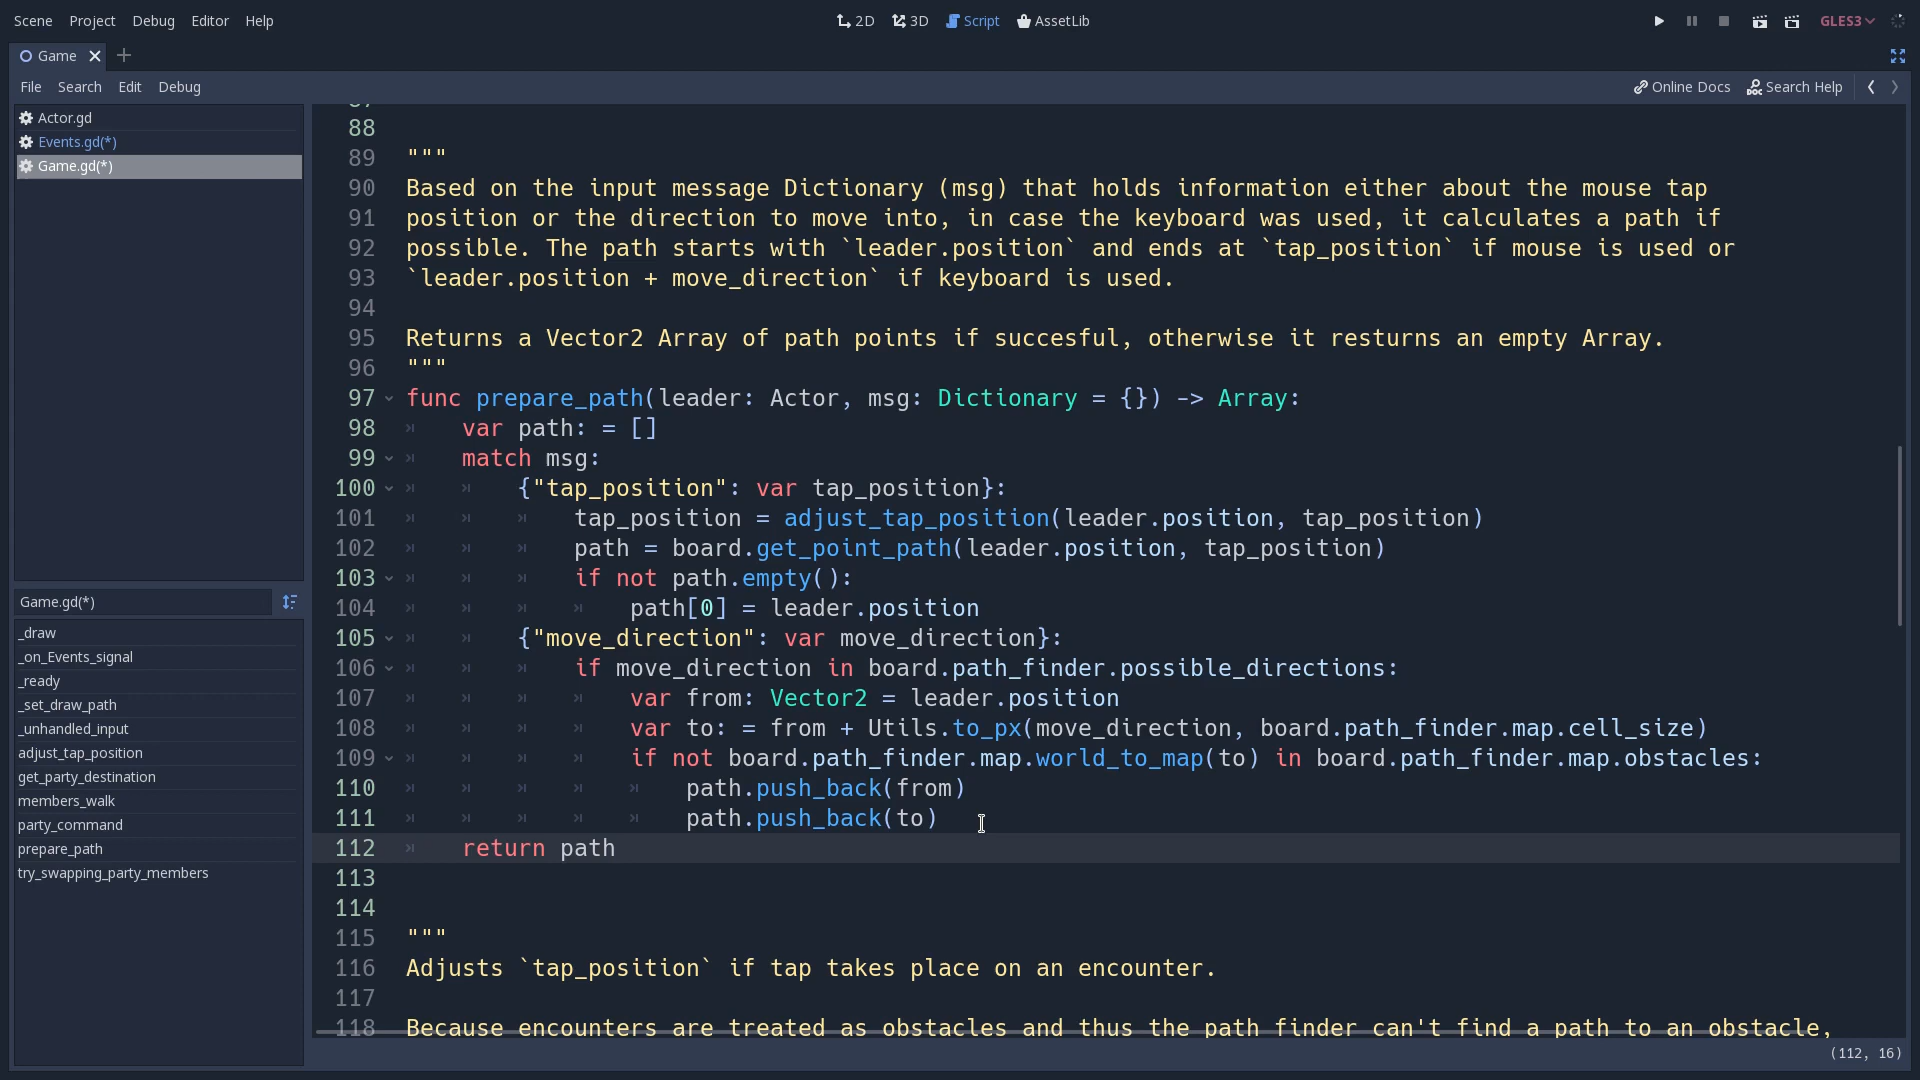 Scene Project Debug Editor Help
2D 3D Script AssetLib
GLES3
Game
File Search Edit Debug
Online Docs Search Help
Actor.gd
Events.gd(*)
Game.gd(*)
Game.gd(*)
_draw
_on_Events_signal
_ready
_set_draw_path
_unhandled_input
adjust_tap_position
get_party_destination
members_walk
party_command
prepare_path
try_swapping_party_members
88
89 """
90 Based on the input message Dictionary (msg) that holds information either about the mouse tap
91 position or the direction to move into, in case the keyboard was used, it calculates a path if
92 possible. The path starts with `leader.position` and ends at `tap_position` if mouse is used or
93 `leader.position + move_direction` if keyboard is used.
94
95 Returns a Vector2 Array of path points if succesful, otherwise it resturns an empty Array.
96 """
97 func prepare_path(leader: Actor, msg: Dictionary = {}) -> Array:
98 var path: = []
99 match msg:
100 {"tap_position": var tap_position}:
101 tap_position = adjust_tap_position(leader.position, tap_position)
102 path = board.get_point_path(leader.position, tap_position)
103 if not path.empty():
104 path[0] = leader.position
105 {"move_direction": var move_direction}:
106 if move_direction in board.path_finder.possible_directions:
107 var from: Vector2 = leader.position
108 var to: = from + Utils.to_px(move_direction, board.path_finder.map.cell_size)
109 if not board.path_finder.map.world_to_map(to) in board.path_finder.map.obstacles:
110 path.push_back(from)
111 path.push_back(to)
112 return path
113
114
115 """
116 Adjusts `tap_position` if tap takes place on an encounter.
117
118 Because encounters are treated as obstacles and thus the path finder can't find a path to an obstacle,
(112, 16)